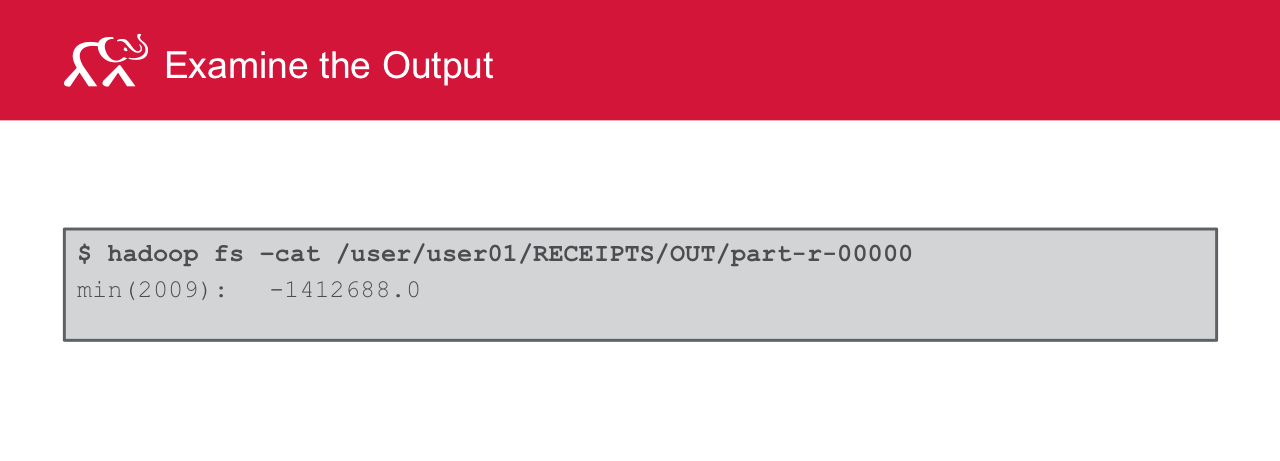 Examine the Output
$ hadoop fs –cat /user/user01/RECEIPTS/OUT/part-r-00000
min(2009):   -1412688.0